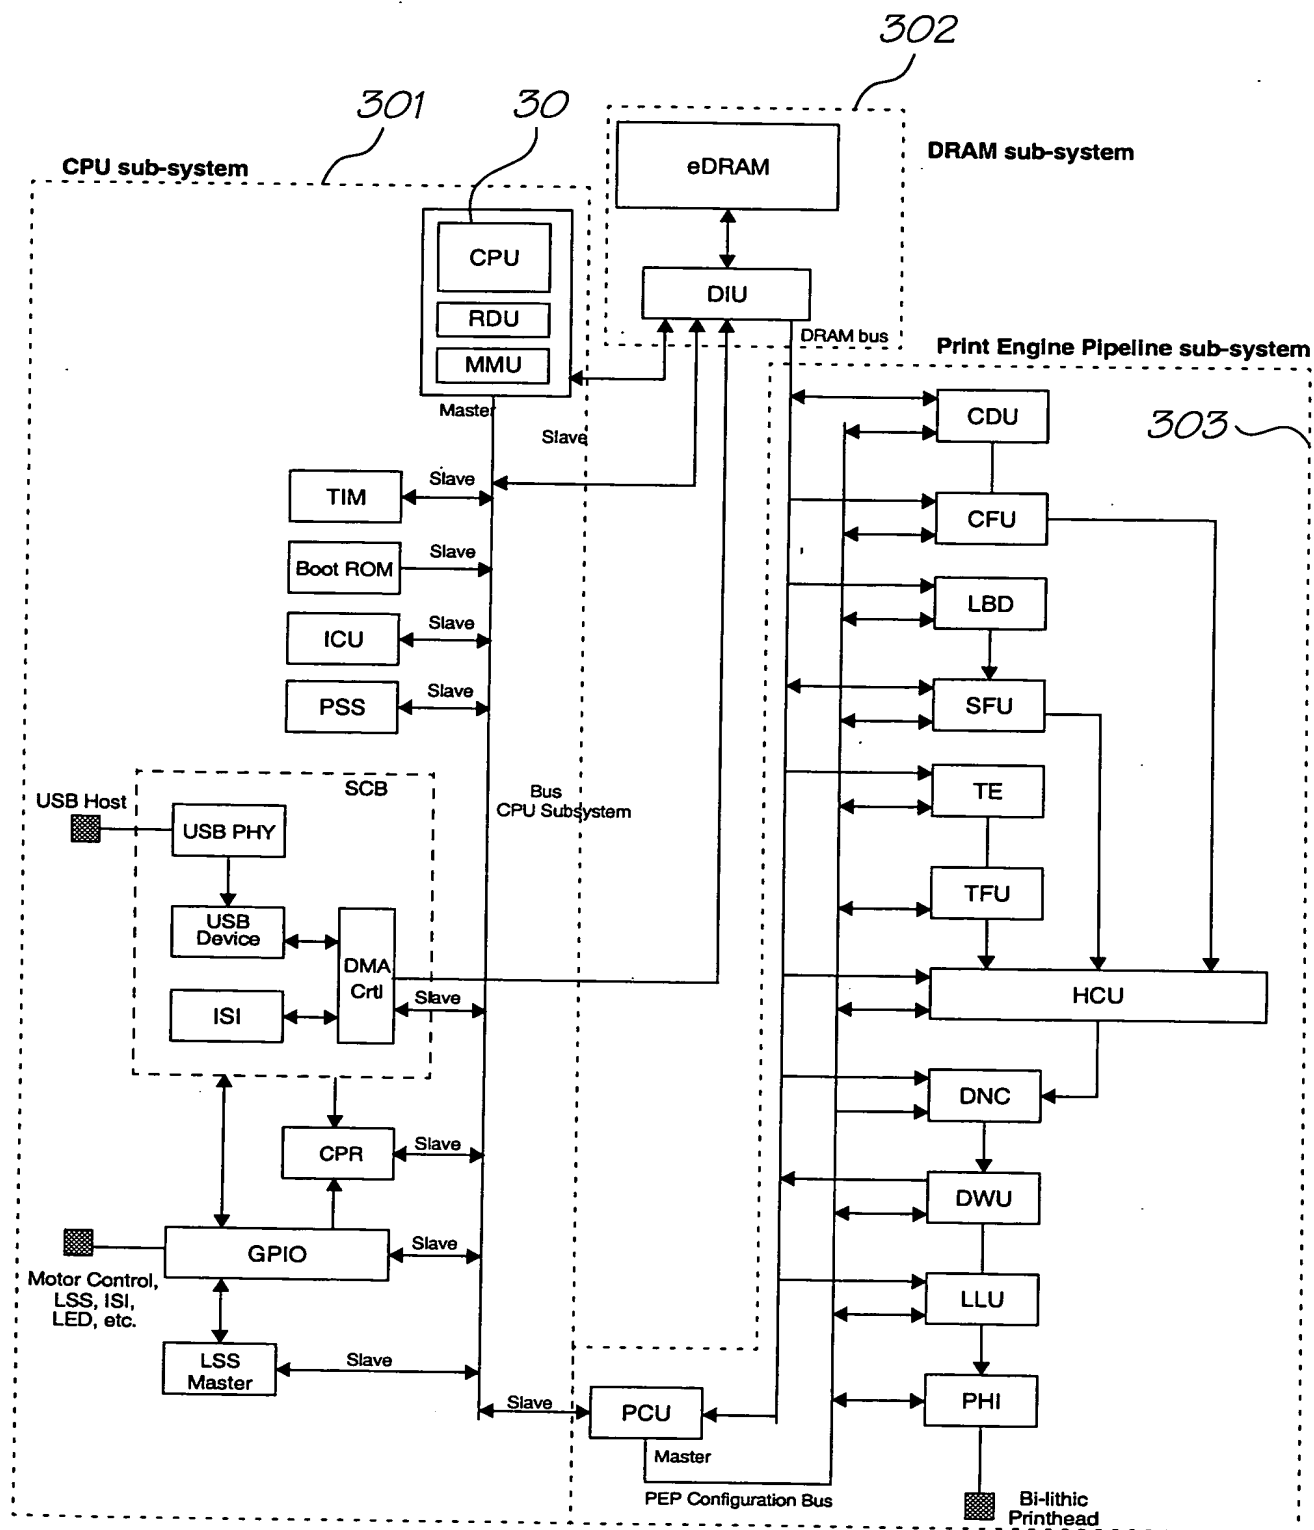 302
301
30
CPU sub-system
DRAM sub-system
eDRAM
CPU
DIU
RDU
MMU
DRAM bus
Print Engine Pipeline sub-system
Master
Slave
CDU
303
TIM
Slave
CFU
Boot ROM
Slave
LBD
ICU
Slave
PSS
Slave
SFU
SCB
Bus
CPU Subsystem
USB Host
USB PHY
TE
TFU
USB
Device
DMA
Crtl
ISI
Slave
HCU
DNC
CPR
Slave
DWU
GPIO
Slave
Motor Control,
LSS, ISI,
LED, etc.
LLU
LSS
Master
Slave
Slave
PCU
PHI
Master
PEP Configuration Bus
Bi-lithic
Printhead